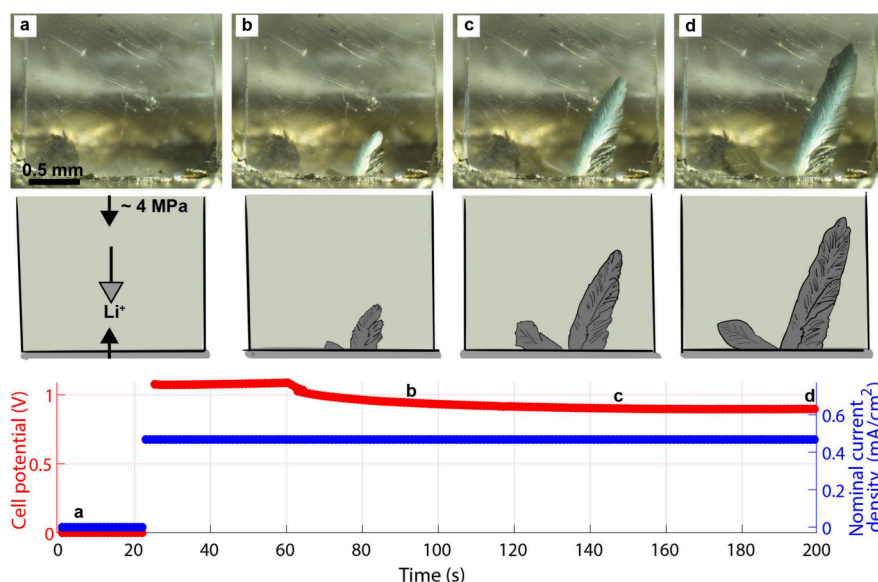 a
b
c
d
0.5 mm
~ 4 MPa
Li⁺
b
c
d
a
1
0.5
0
0.6
0.4
0.2
0
0
20
40
60
80
100
120
140
160
180
200
Cell potential (V)
Nominal current
density (mA/cm²)
Time (s)